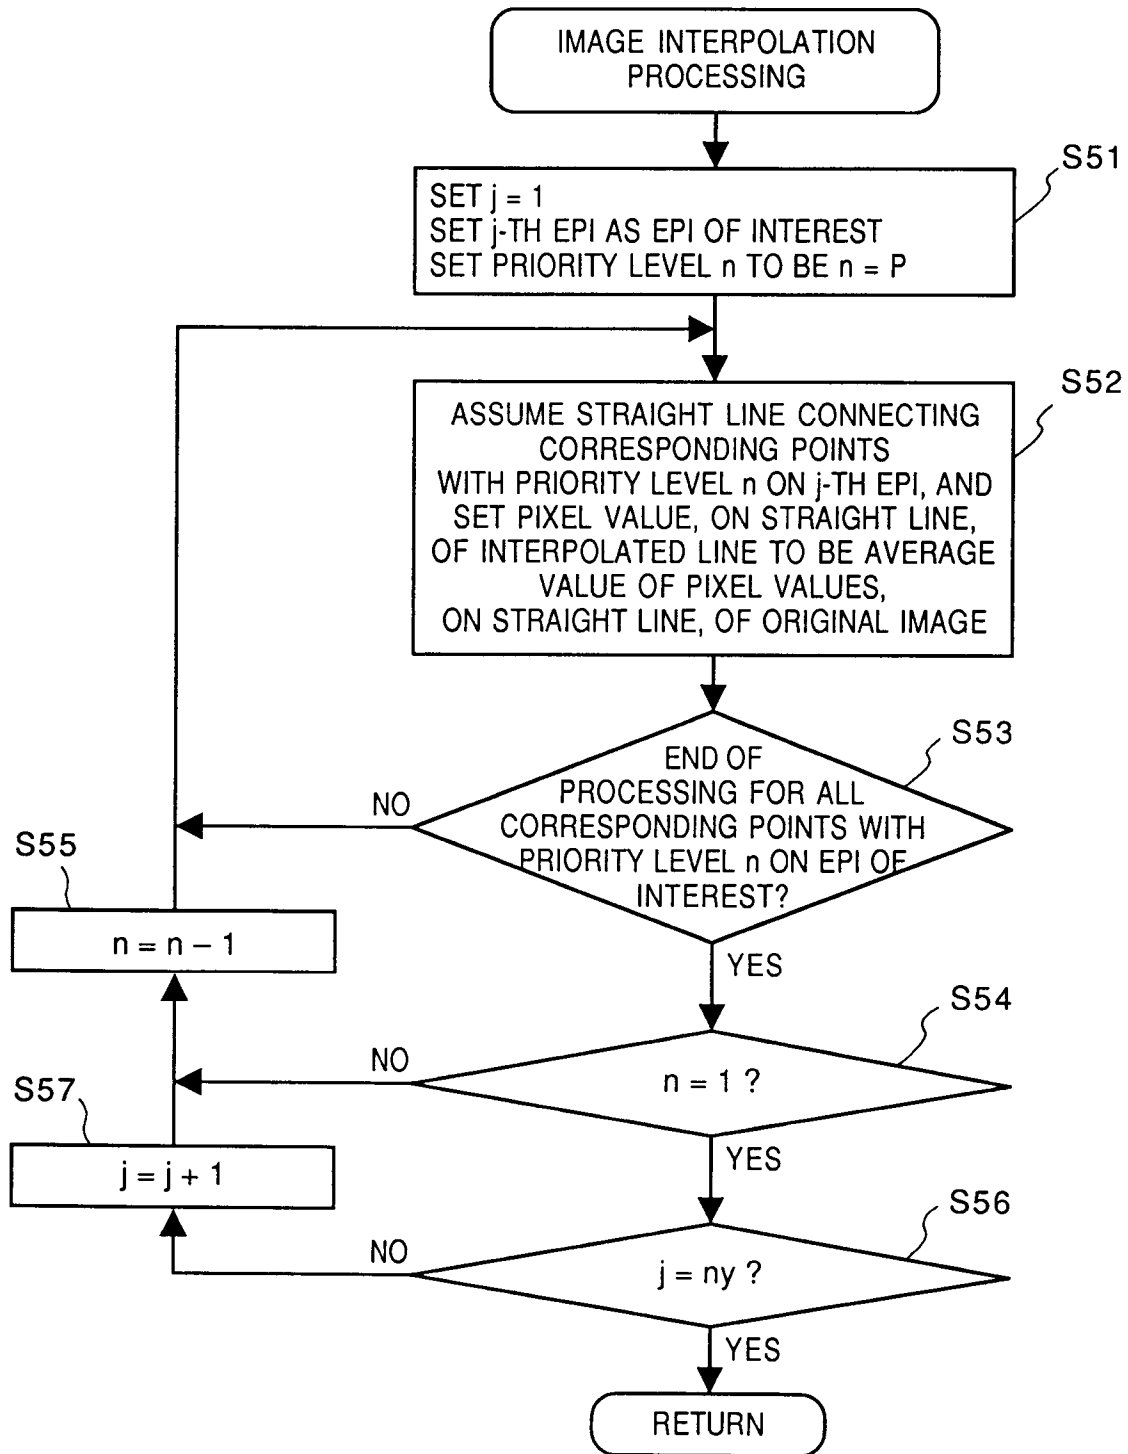 IMAGE INTERPOLATION
PROCESSING
S51
SET j = 1
SET j-TH EPI AS EPI OF INTEREST
SET PRIORITY LEVEL n TO BE n = P
S52
ASSUME STRAIGHT LINE CONNECTING
CORRESPONDING POINTS
WITH PRIORITY LEVEL n ON j-TH EPI, AND
SET PIXEL VALUE, ON STRAIGHT LINE,
OF INTERPOLATED LINE TO BE AVERAGE
VALUE OF PIXEL VALUES,
ON STRAIGHT LINE, OF ORIGINAL IMAGE
S53
END OF
PROCESSING FOR ALL
CORRESPONDING POINTS WITH
PRIORITY LEVEL n ON EPI OF
INTEREST?
NO
YES
S55
n = n – 1
S54
n = 1 ?
NO
YES
S57
j = j + 1
S56
j = ny ?
NO
YES
RETURN